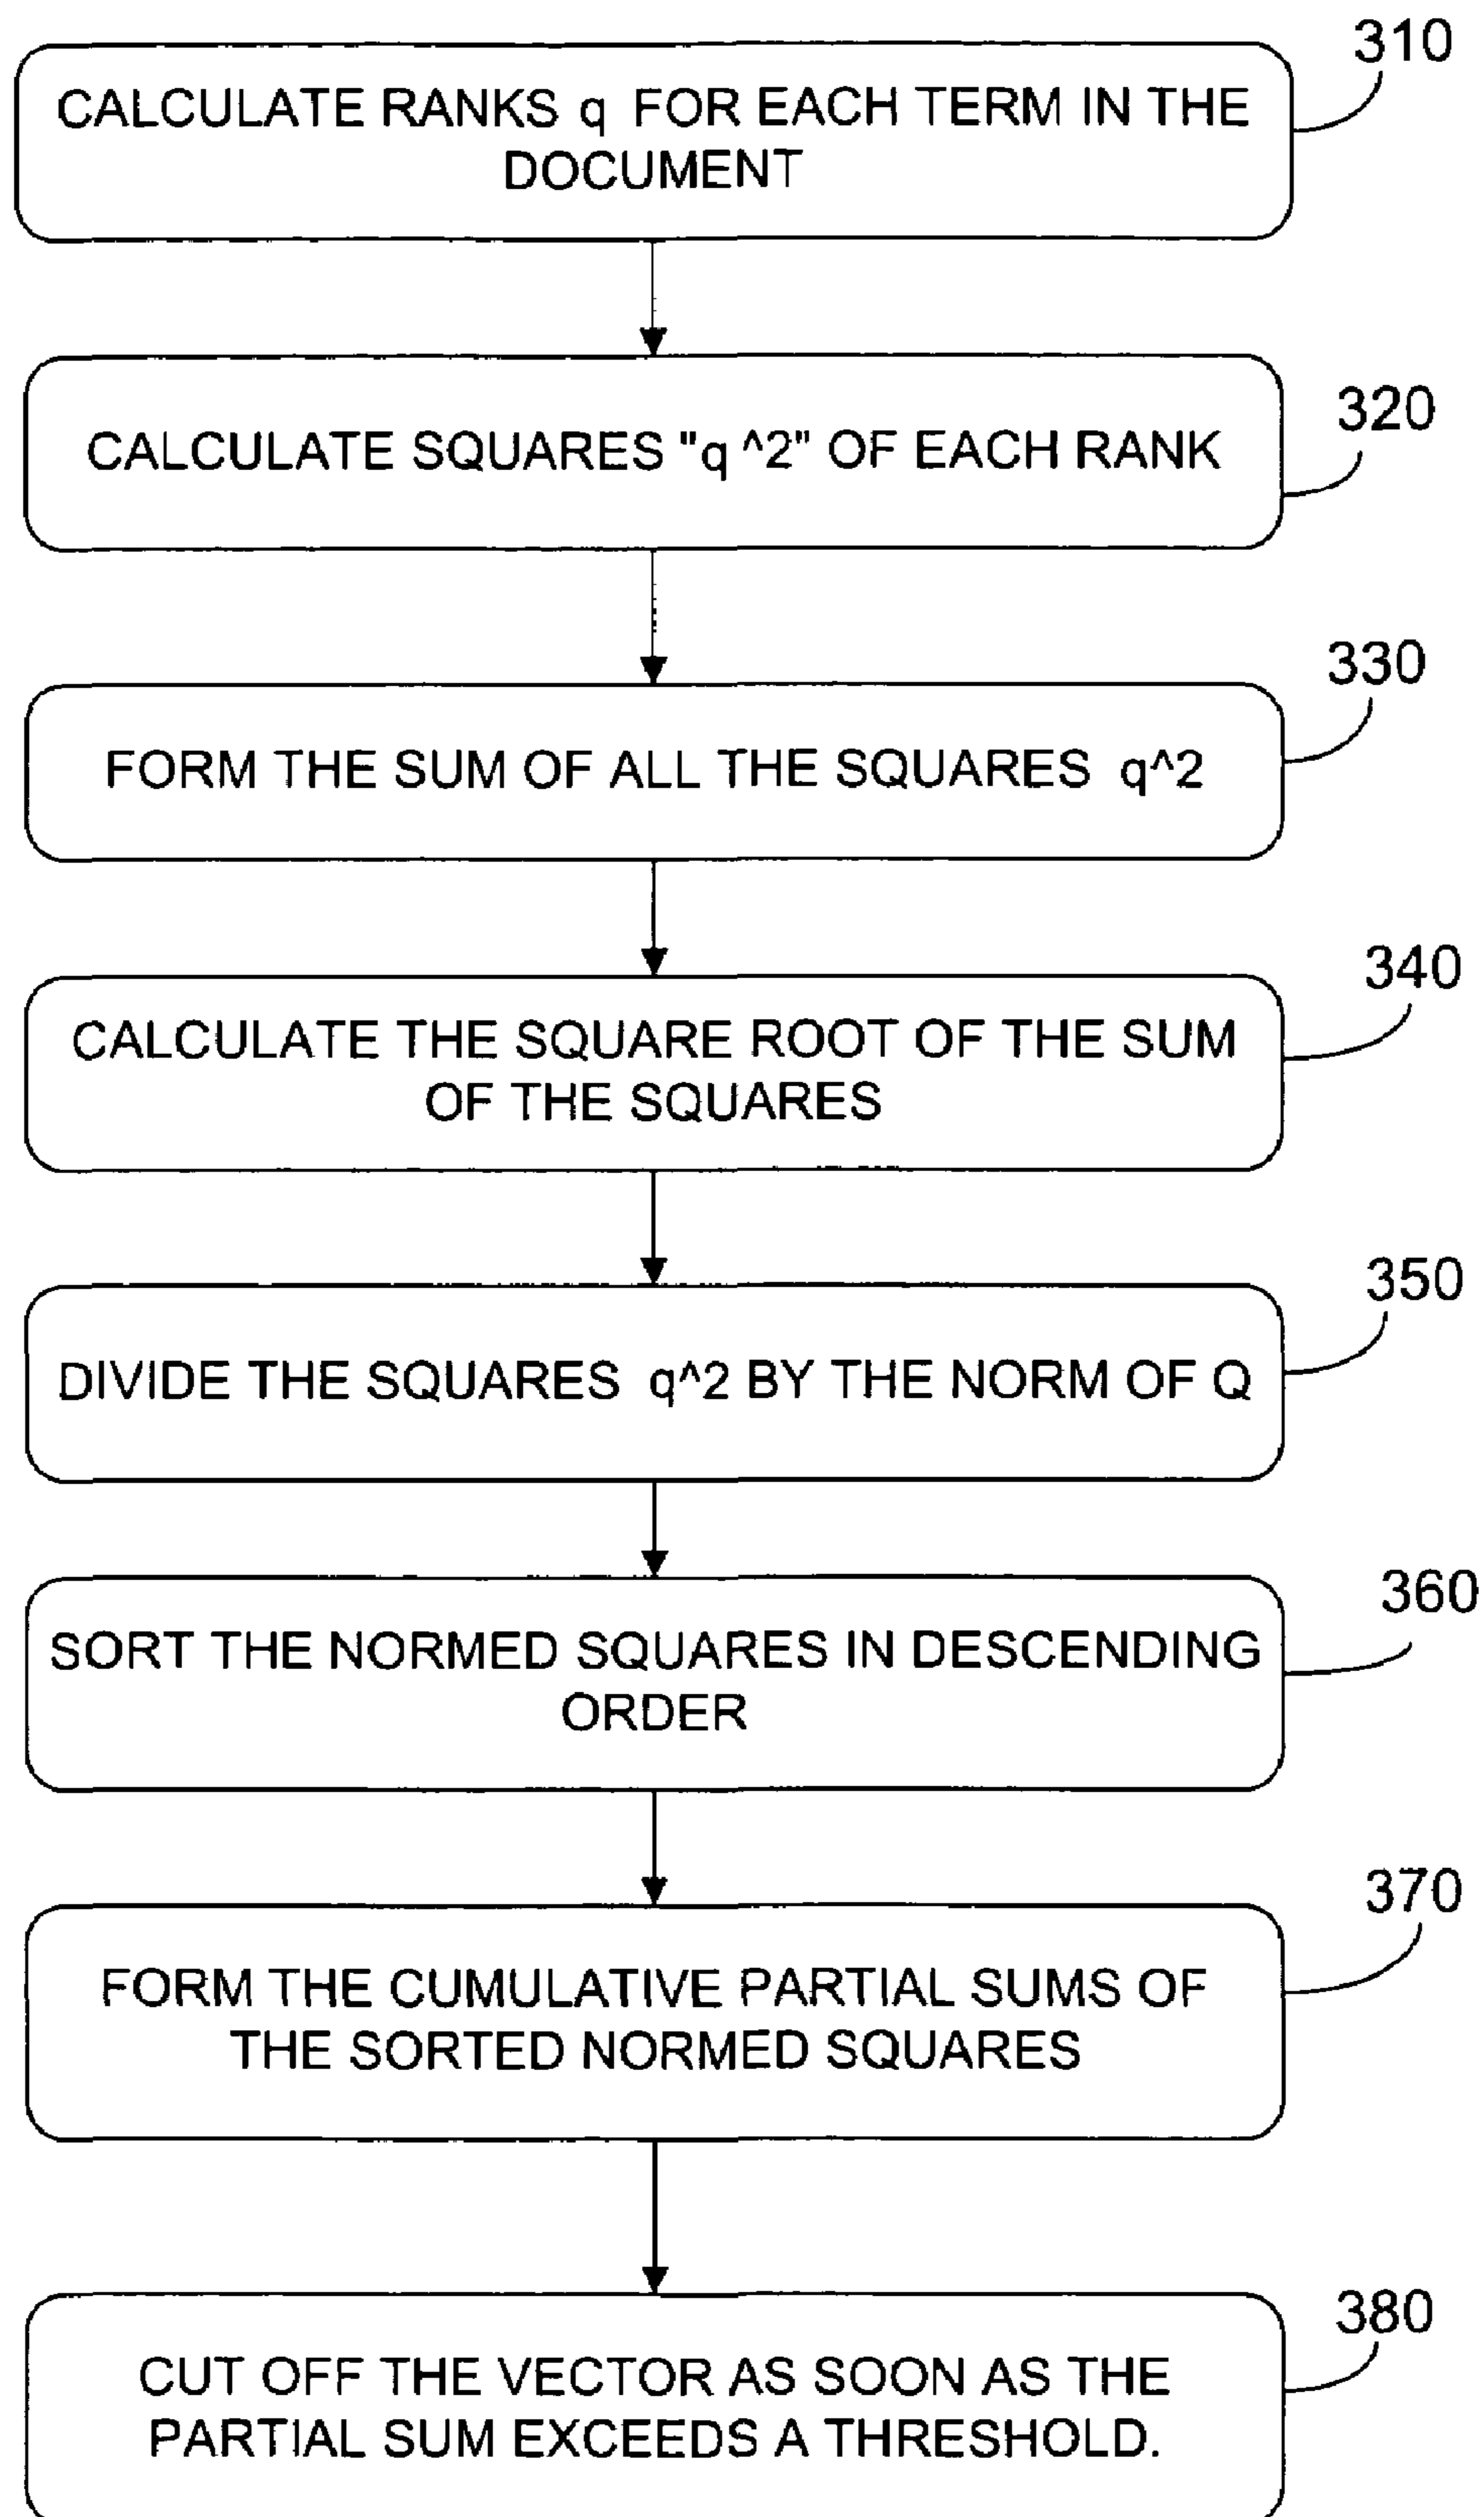 310
CALCULATE RANKS q FOR EACH TERM IN THE
DOCUMENT
320
CALCULATE SQUARES "q ^2" OF EACH RANK
330
FORM THE SUM OF ALL THE SQUARES q^2
340
CALCULATE THE SQUARE ROOT OF THE SUM
OF THE SQUARES
350
DIVIDE THE SQUARES q^2 BY THE NORM OF Q
360
SORT THE NORMED SQUARES IN DESCENDING
ORDER
370
FORM THE CUMULATIVE PARTIAL SUMS OF
THE SORTED NORMED SQUARES
380
CUT OFF THE VECTOR AS SOON AS THE
PARTIAL SUM EXCEEDS A THRESHOLD.